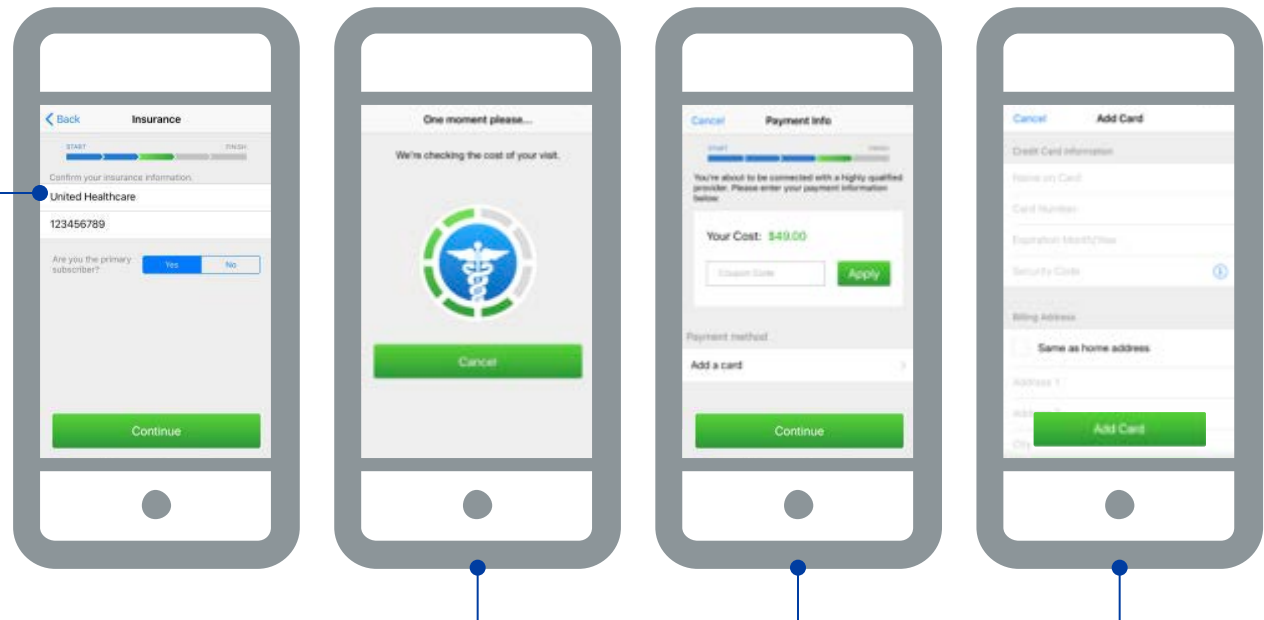 Back
Insurance
START
FINISH
Confirm your insurance information.
United Healthcare
123456789
Are you the primary
subscriber?
Yes
No
Continue
One moment please...
We're checking the cost of your visit.
Cancel
Cancel
Payment Info
START
FINISH
You're about to be connected with a highly qualified
provider. Please enter your payment information
below.
Your Cost: $49.00
Coupon Code
Apply
Payment method
Add a card
Continue
Cancel
Add Card
Credit Card Information
Name on Card
Card Number
Expiration Month/Year
Security Code
Billing Address
Same as home address
Address 1
Add Card
City